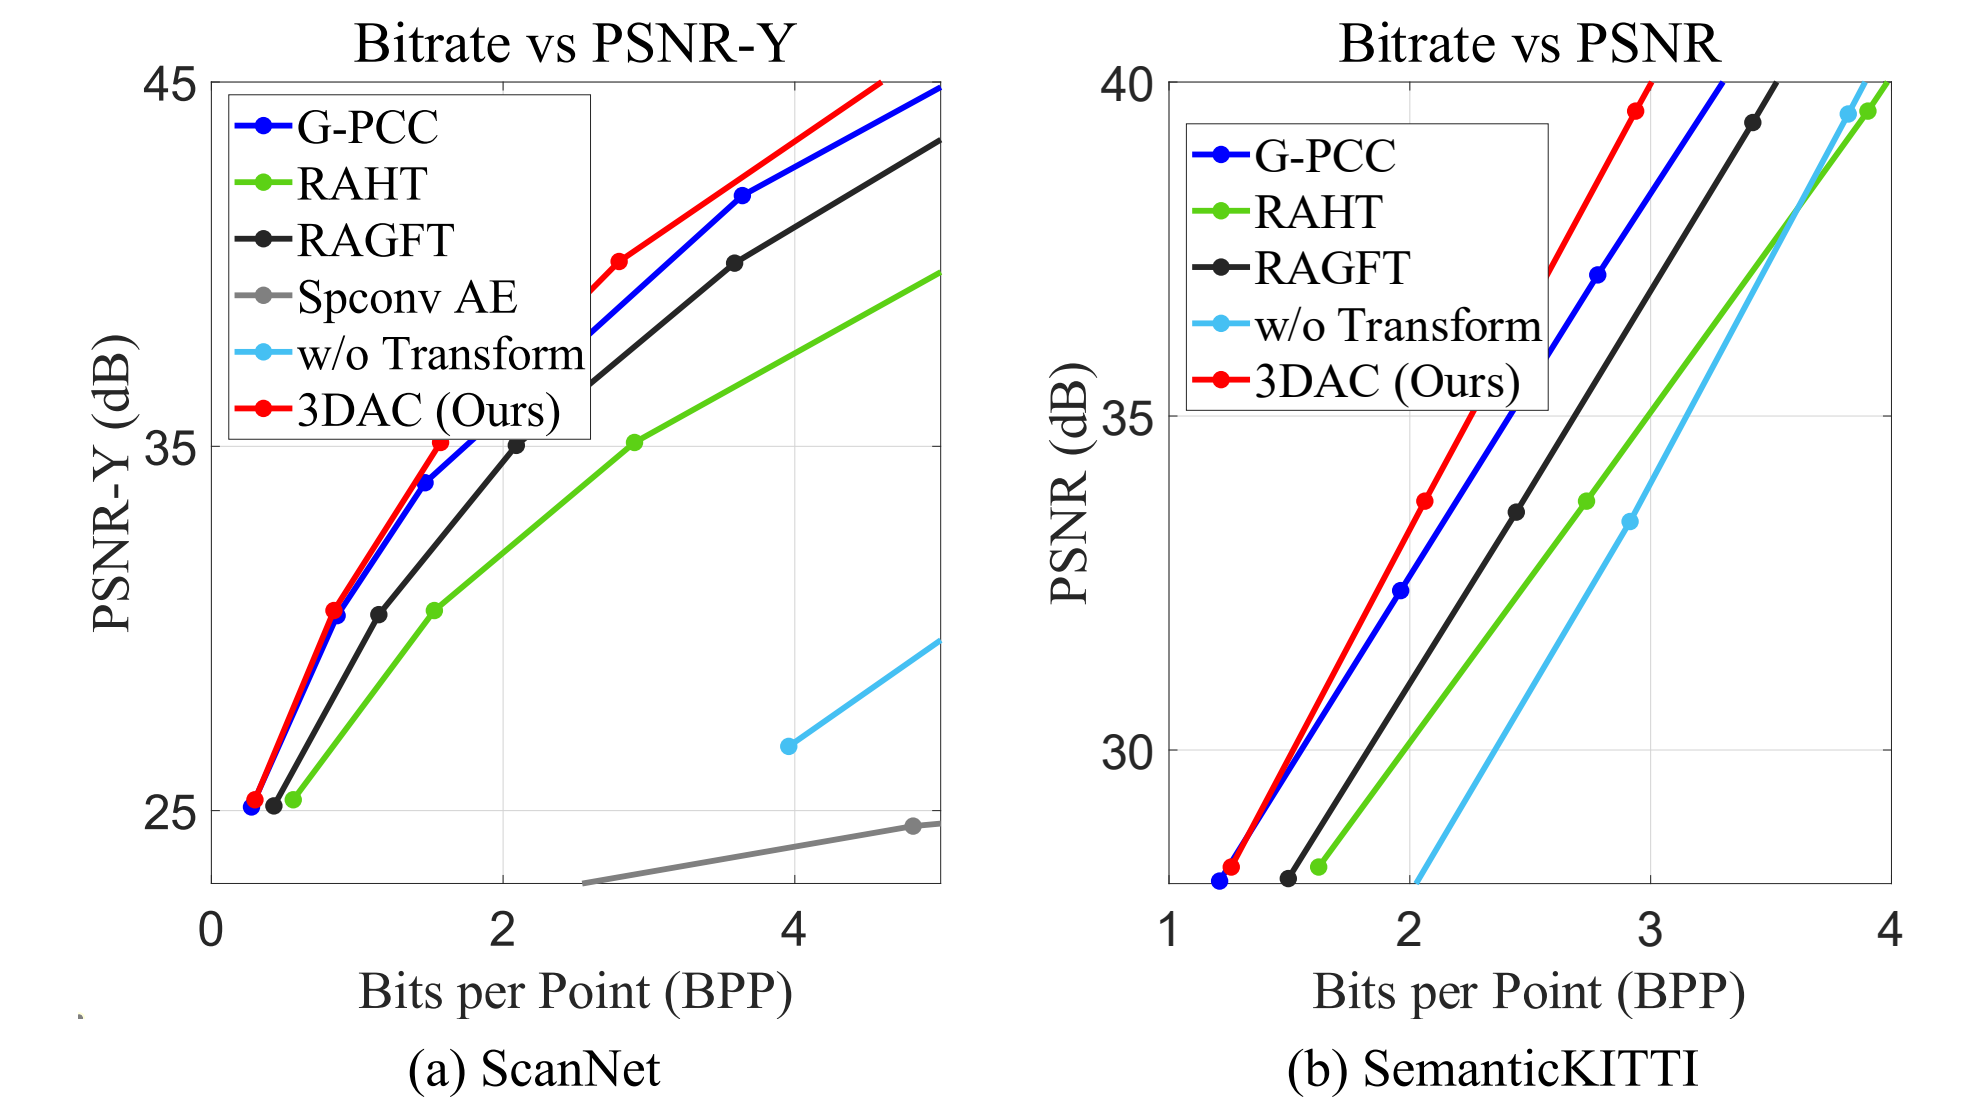 Bitrate vs PSNR-Y
45
35
25
G-PCC
RAHT
RAGFT
Spconv AE
w/o Transform
3DAC (Ours)
PSNR-Y (dB)
0 2 4
Bits per Point (BPP)
(a) ScanNet
Bitrate vs PSNR
40
35
30
G-PCC
RAHT
RAGFT
w/o Transform
3DAC (Ours)
PSNR (dB)
1 2 3 4
Bits per Point (BPP)
(b) SemanticKITTI